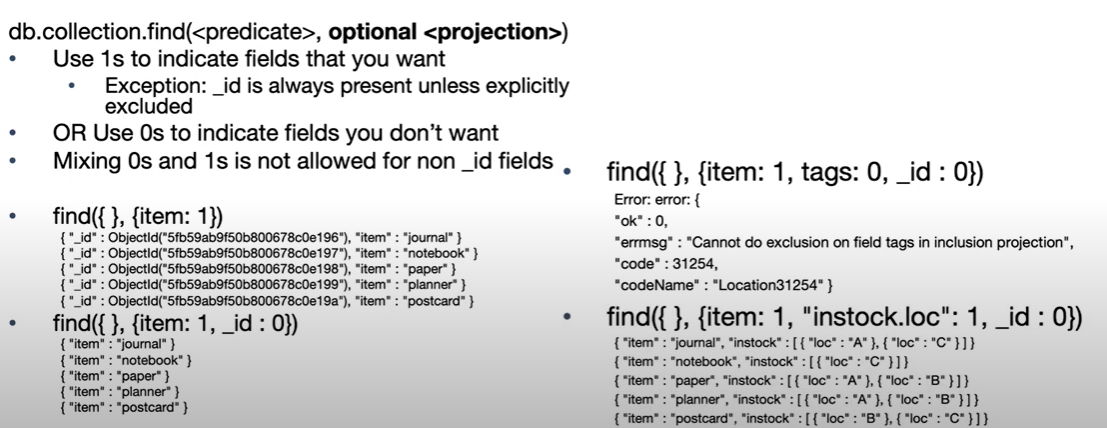 db.collection.find(<predicate>, optional <projection>)
• Use 1s to indicate fields that you want
• Exception: _id is always present unless explicitly
excluded
• OR Use 0s to indicate fields you don't want
• Mixing 0s and 1s is not allowed for non _id fields
• find({ }, {item: 1})
{ "_id" : ObjectId("5fb59ab9f50b800678c0e196"), "item" : "journal" }
{ "_id" : ObjectId("5fb59ab9f50b800678c0e197"), "item" : "notebook" }
{ "_id" : ObjectId("5fb59ab9f50b800678c0e198"), "item" : "paper" }
{ "_id" : ObjectId("5fb59ab9f50b800678c0e199"), "item" : "planner" }
{ "_id" : ObjectId("5fb59ab9f50b800678c0e19a"), "item" : "postcard" }
• find({ }, {item: 1, _id : 0})
{ "item" : "journal" }
{ "item" : "notebook" }
{ "item" : "paper" }
{ "item" : "planner" }
{ "item" : "postcard" }
• find({ }, {item: 1, tags: 0, _id : 0})
Error: error: {
"ok" : 0,
"errmsg" : "Cannot do exclusion on field tags in inclusion projection",
"code" : 31254,
"codeName" : "Location31254" }
• find({ }, {item: 1, "instock.loc": 1, _id : 0})
{ "item" : "journal", "instock" : [ { "loc" : "A" }, { "loc" : "C" } ] }
{ "item" : "notebook", "instock" : [ { "loc" : "C" } ] }
{ "item" : "paper", "instock" : [ { "loc" : "A" }, { "loc" : "B" } ] }
{ "item" : "planner", "instock" : [ { "loc" : "A" }, { "loc" : "B" } ] }
{ "item" : "postcard", "instock" : [ { "loc" : "B" }, { "loc" : "C" } ] }